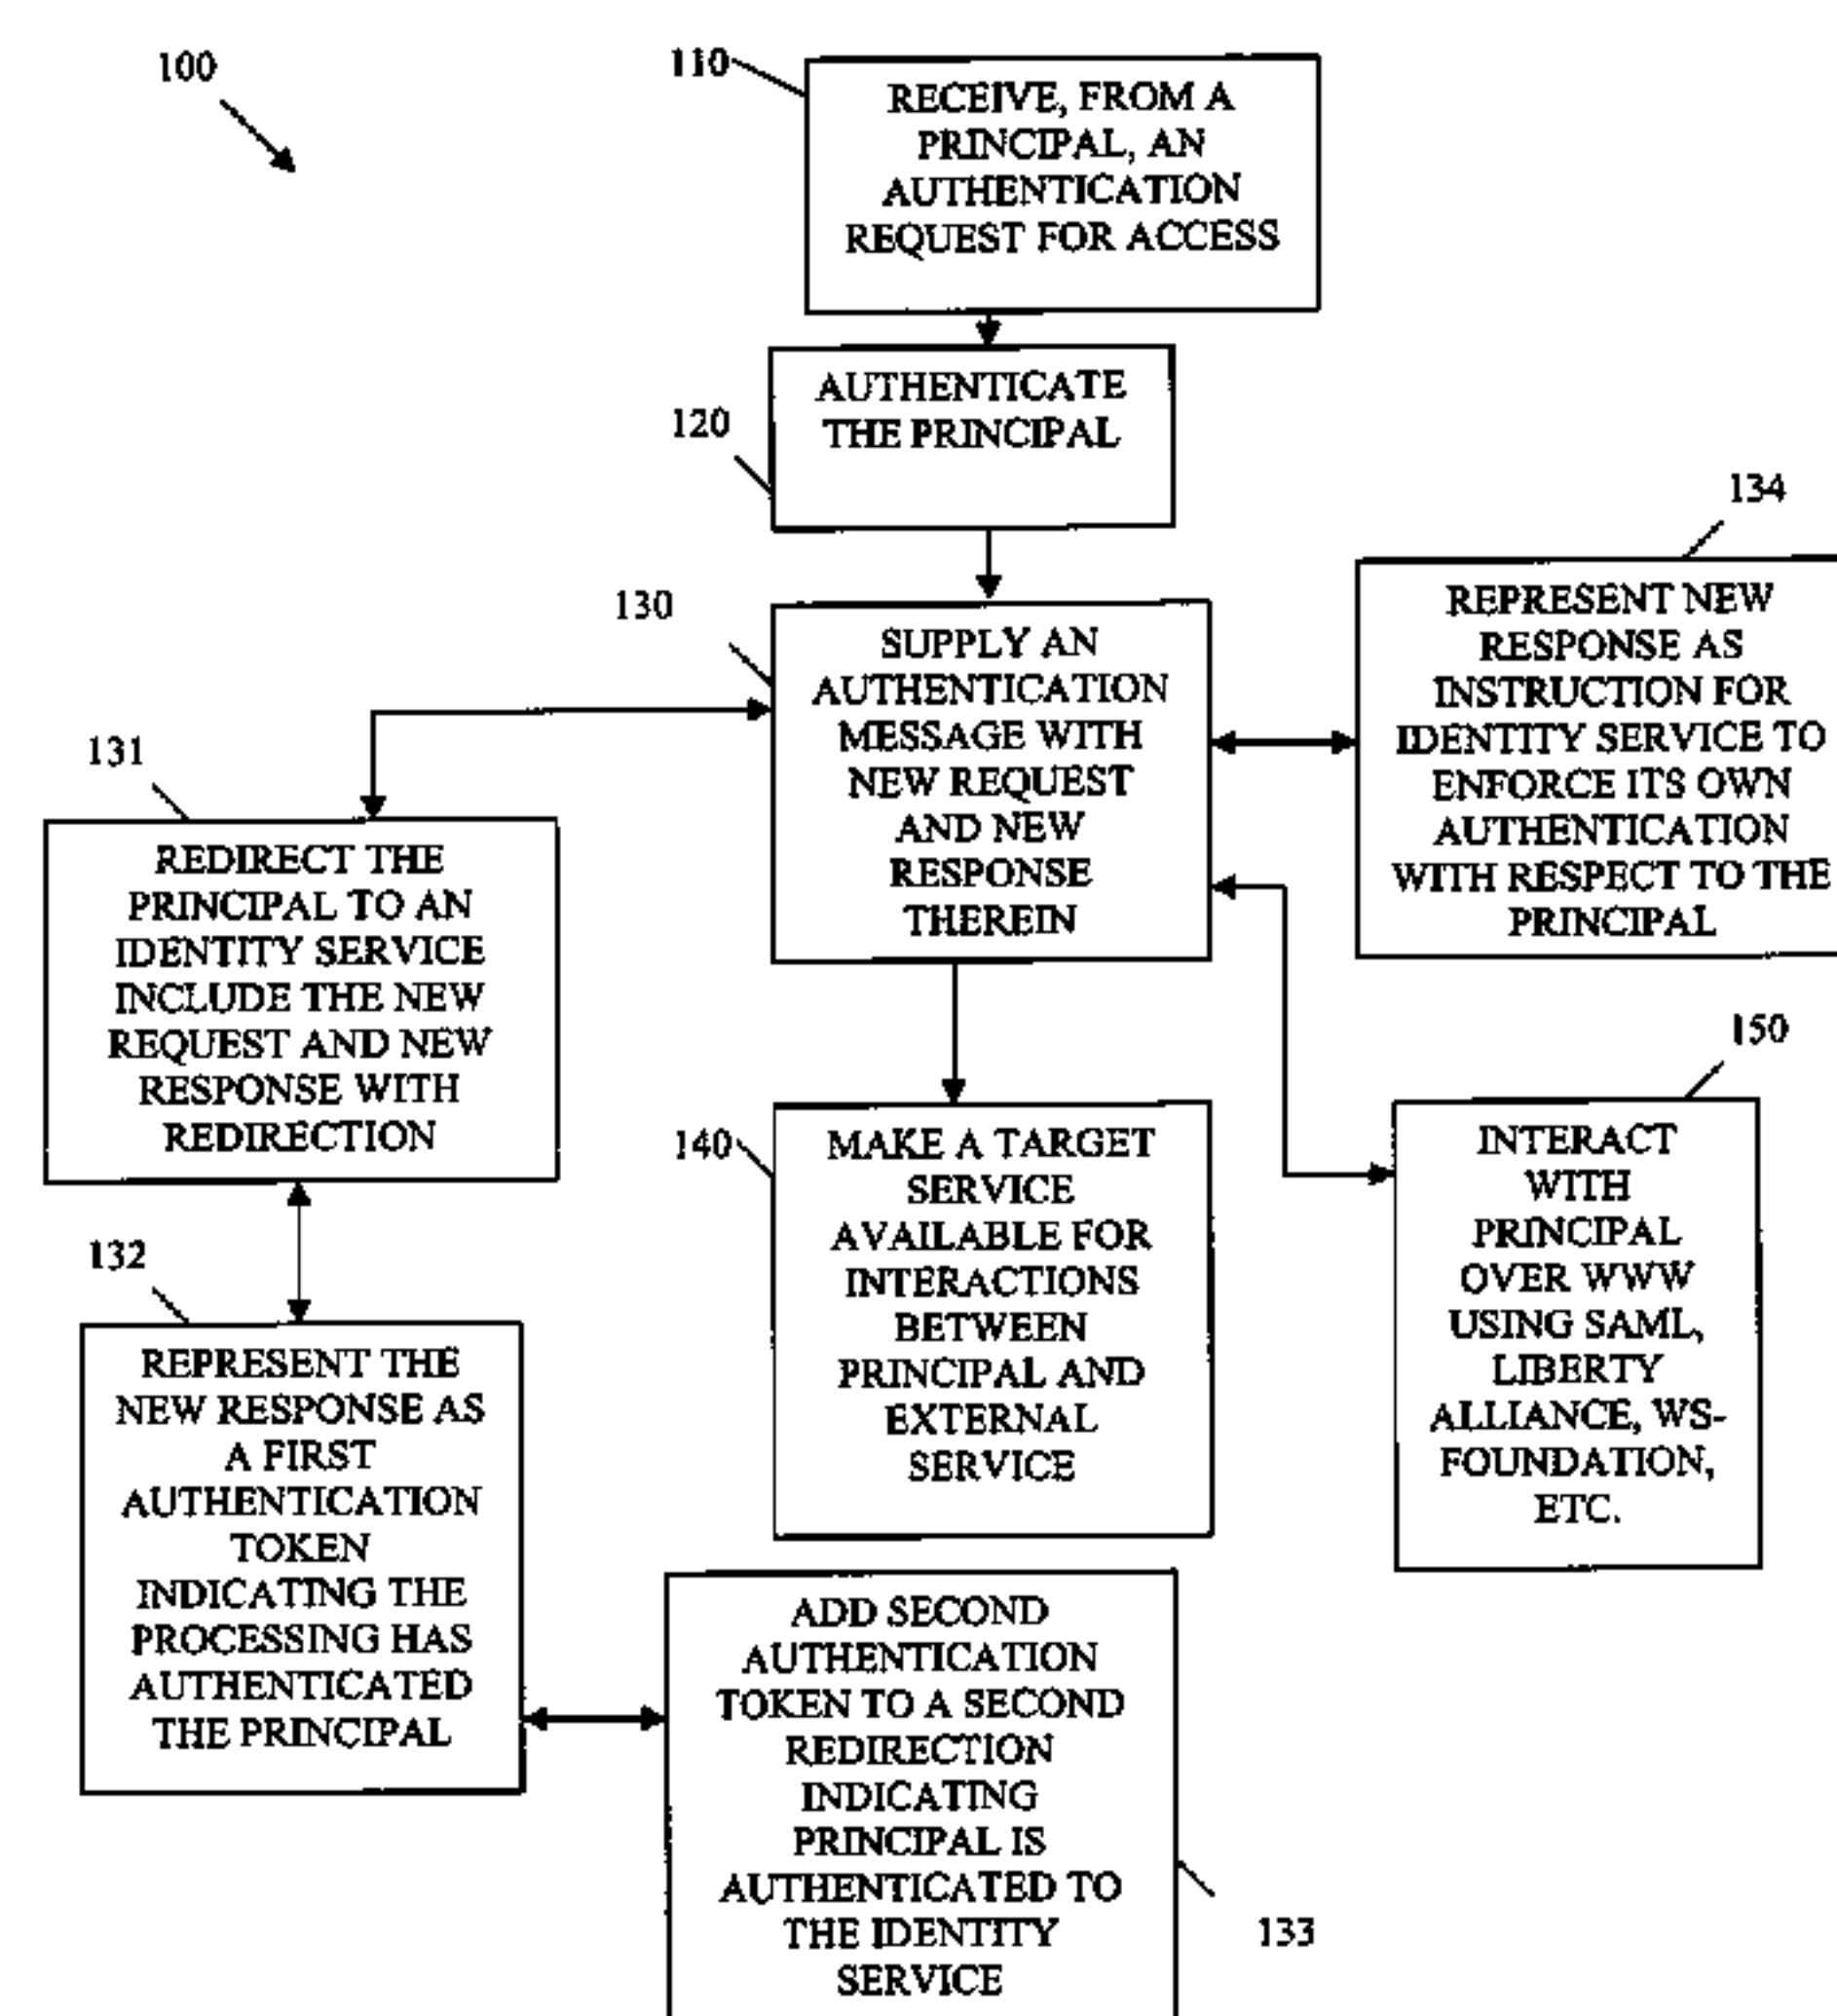 100
110
RECEIVE, FROM A
PRINCIPAL, AN
AUTHENTICATION
REQUEST FOR ACCESS
120
AUTHENTICATE
THE PRINCIPAL
130
SUPPLY AN
AUTHENTICATION
MESSAGE WITH
NEW REQUEST
AND NEW
RESPONSE
THEREIN
134
REPRESENT NEW
RESPONSE AS
INSTRUCTION FOR
IDENTITY SERVICE TO
ENFORCE ITS OWN
AUTHENTICATION
WITH RESPECT TO THE
PRINCIPAL
131
REDIRECT THE
PRINCIPAL TO AN
IDENTITY SERVICE
INCLUDE THE NEW
REQUEST AND NEW
RESPONSE WITH
REDIRECTION
140
MAKE A TARGET
SERVICE
AVAILABLE FOR
INTERACTIONS
BETWEEN
PRINCIPAL AND
EXTERNAL
SERVICE
150
INTERACT
WITH
PRINCIPAL
OVER WWW
USING SAML,
LIBERTY
ALLIANCE, WS-
FOUNDATION,
ETC.
132
REPRESENT THE
NEW RESPONSE AS
A FIRST
AUTHENTICATION
TOKEN
INDICATING THE
PROCESSING HAS
AUTHENTICATED
THE PRINCIPAL
ADD SECOND
AUTHENTICATION
TOKEN TO A SECOND
REDIRECTION
INDICATING
PRINCIPAL IS
AUTHENTICATED TO
THE IDENTITY
SERVICE
133